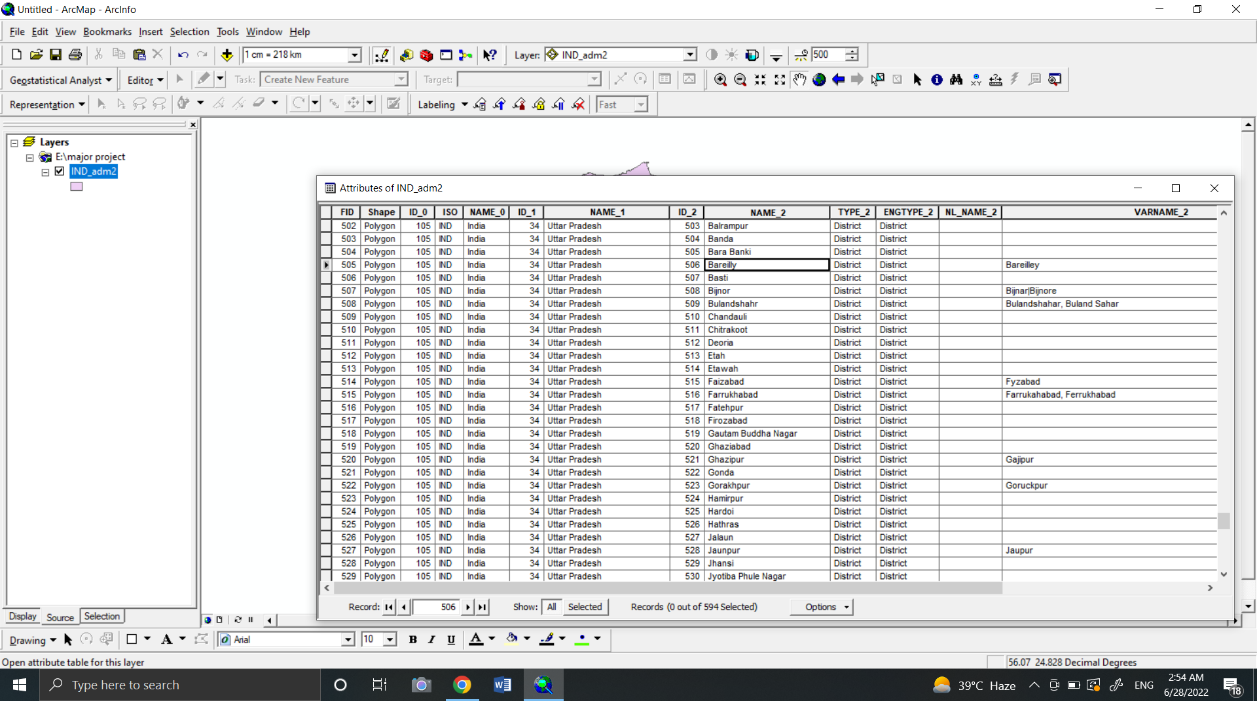 Untitled - ArcMap - ArcInfo
File Edit View Bookmarks Insert Selection Tools Window Help
1 cm = 218 km Layer: IND_adm2 500
Geostatistical Analyst Editor Task: Create New Feature Target:
Representation Labeling Fast
Layers
E:\major project
IND_adm2
Attributes of IND_adm2
FID Shape ID_0 ISO NAME_0 ID_1 NAME_1 ID_2 NAME_2 TYPE_2 ENGTYPE_2 NL_NAME_2 VARNAME_2
502 Polygon 105 IND India 34 Uttar Pradesh 503 Balrampur District District
503 Polygon 105 IND India 34 Uttar Pradesh 504 Banda District District
504 Polygon 105 IND India 34 Uttar Pradesh 505 Bara Banki District District
505 Polygon 105 IND India 34 Uttar Pradesh 506 Bareilly District District Bareilley
506 Polygon 105 IND India 34 Uttar Pradesh 507 Basti District District
507 Polygon 105 IND India 34 Uttar Pradesh 508 Bijnor District District Bijnar|Bijnore
508 Polygon 105 IND India 34 Uttar Pradesh 509 Bulandshahr District District Bulandshahar, Buland Sahar
509 Polygon 105 IND India 34 Uttar Pradesh 510 Chandauli District District
510 Polygon 105 IND India 34 Uttar Pradesh 511 Chitrakoot District District
511 Polygon 105 IND India 34 Uttar Pradesh 512 Deoria District District
512 Polygon 105 IND India 34 Uttar Pradesh 513 Etah District District
513 Polygon 105 IND India 34 Uttar Pradesh 514 Etawah District District
514 Polygon 105 IND India 34 Uttar Pradesh 515 Faizabad District District Fyzabad
515 Polygon 105 IND India 34 Uttar Pradesh 516 Farrukhabad District District Farrukahabad, Ferrukhabad
516 Polygon 105 IND India 34 Uttar Pradesh 517 Fatehpur District District
517 Polygon 105 IND India 34 Uttar Pradesh 518 Firozabad District District
518 Polygon 105 IND India 34 Uttar Pradesh 519 Gautam Buddha Nagar District District
519 Polygon 105 IND India 34 Uttar Pradesh 520 Ghaziabad District District
520 Polygon 105 IND India 34 Uttar Pradesh 521 Ghazipur District District Gajipur
521 Polygon 105 IND India 34 Uttar Pradesh 522 Gonda District District
522 Polygon 105 IND India 34 Uttar Pradesh 523 Gorakhpur District District Goruckpur
523 Polygon 105 IND India 34 Uttar Pradesh 524 Hamirpur District District
524 Polygon 105 IND India 34 Uttar Pradesh 525 Hardoi District District
525 Polygon 105 IND India 34 Uttar Pradesh 526 Hathras District District
526 Polygon 105 IND India 34 Uttar Pradesh 527 Jalaun District District
527 Polygon 105 IND India 34 Uttar Pradesh 528 Jaunpur District District Jaupur
528 Polygon 105 IND India 34 Uttar Pradesh 529 Jhansi District District
529 Polygon 105 IND India 34 Uttar Pradesh 530 Jyotiba Phule Nagar District District
Record: 506 Show: All Selected Records (0 out of 594 Selected) Options
Display Source Selection
Drawing A Arial 10 B I U A
Open attribute table for this layer 56.07 24.828 Decimal Degrees
Type here to search 39°C Haze ENG 2:54 AM
6/28/2022 18